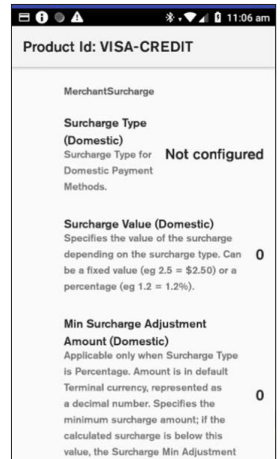 11:06 am
Product Id: VISA-CREDIT
MerchantSurcharge
Surcharge Type
(Domestic)
Surcharge Type for
Domestic Payment
Methods.
Not configured
Surcharge Value (Domestic)
Specifies the value of the surcharge
depending on the surcharge type. Can
be a fixed value (eg 2.5 = $2.50) or a
percentage (eg 1.2 = 1.2%).
0
Min Surcharge Adjustment
Amount (Domestic)
Applicable only when Surcharge Type
is Percentage. Amount is in default
Terminal currency, represented as
a decimal number. Specifies the
minimum surcharge amount; if the
calculated surcharge is below this
value, the Surcharge Min Adjustment
0